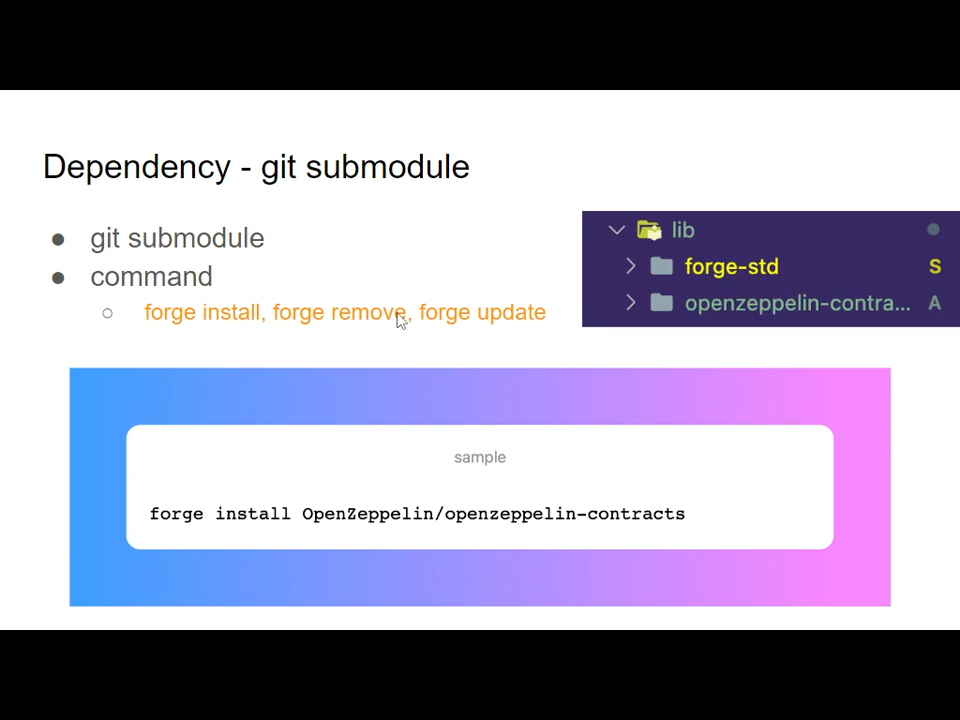 Dependency - git submodule
● git submodule
● command
○ forge install, forge remove, forge update
lib
forge-std S
openzeppelin-contra... A
sample
forge install OpenZeppelin/openzeppelin-contracts